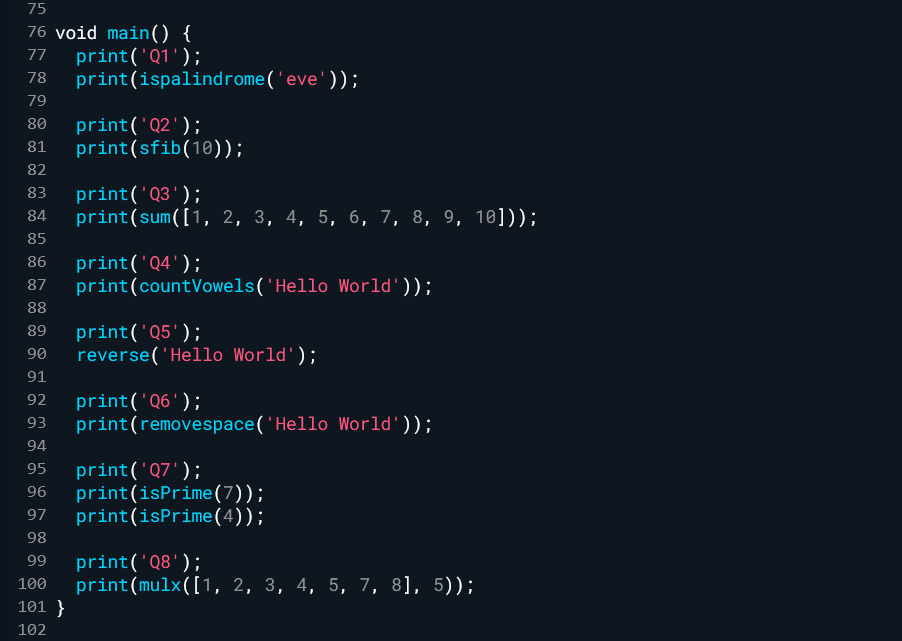 75
76 void main() {
77   print('Q1');
78   print(ispalindrome('eve'));
79
80   print('Q2');
81   print(sfib(10));
82
83   print('Q3');
84   print(sum([1, 2, 3, 4, 5, 6, 7, 8, 9, 10]));
85
86   print('Q4');
87   print(countVowels('Hello World'));
88
89   print('Q5');
90   reverse('Hello World');
91
92   print('Q6');
93   print(removespace('Hello World'));
94
95   print('Q7');
96   print(isPrime(7));
97   print(isPrime(4));
98
99   print('Q8');
100   print(mulx([1, 2, 3, 4, 5, 7, 8], 5));
101 }
102